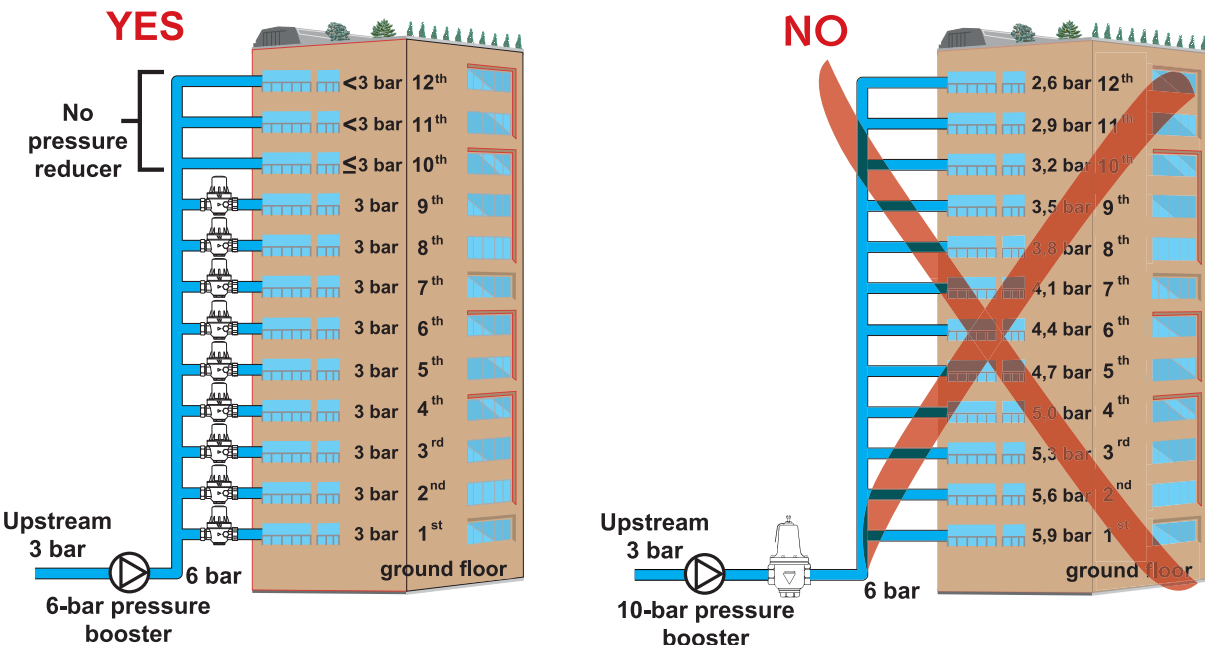 YES
No
pressure
reducer
<3 bar 12th
<3 bar 11th
≤3 bar 10th
3 bar 9th
3 bar 8th
3 bar 7th
3 bar 6th
3 bar 5th
3 bar 4th
3 bar 3rd
3 bar 2nd
3 bar 1st
ground floor
Upstream
3 bar
6 bar
6-bar pressure
booster
NO
2,6 bar 12th
2,9 bar 11th
3,2 bar 10th
3,5 bar 9th
3,8 bar 8th
4,1 bar 7th
4,4 bar 6th
4,7 bar 5th
5.0 bar 4th
5,3 bar 3rd
5,6 bar 2nd
5,9 bar 1st
ground floor
Upstream
3 bar
6 bar
10-bar pressure
booster